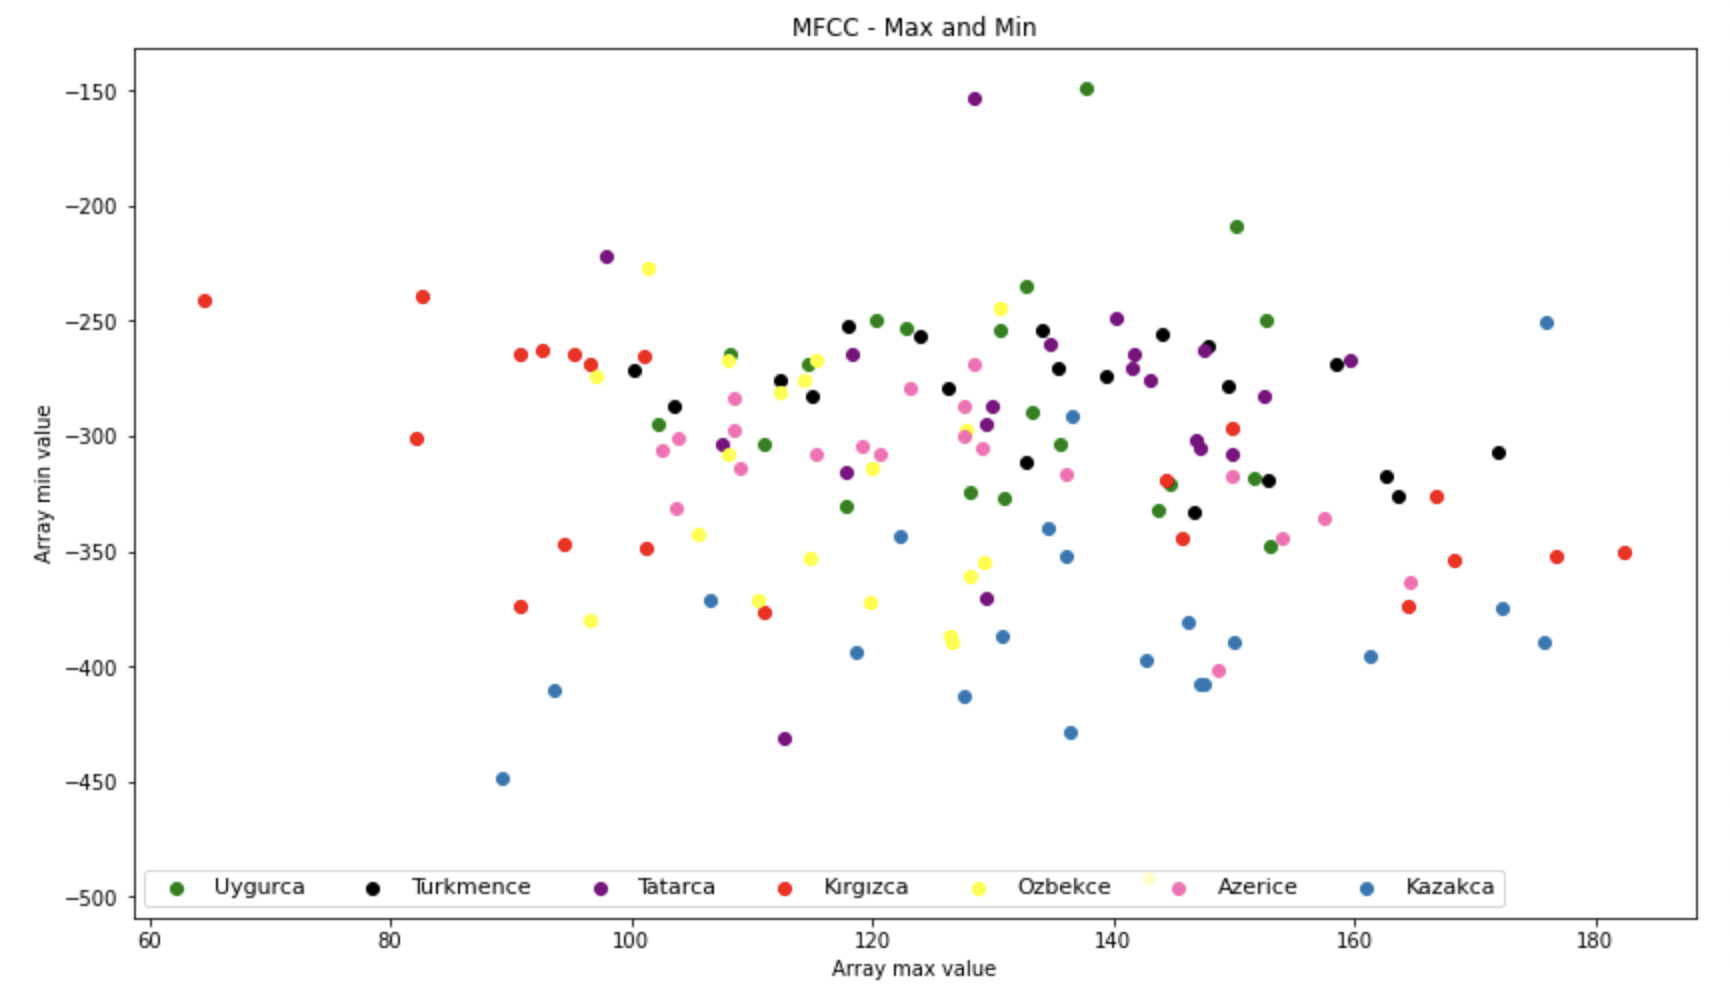 MFCC - Max and Min
Array min value
−150
−200
−250
−300
−350
−400
−450
−500
Uygurca Turkmence Tatarca Kırgızca Ozbekce Azerice Kazakca
60 80 100 120 140 160 180
Array max value